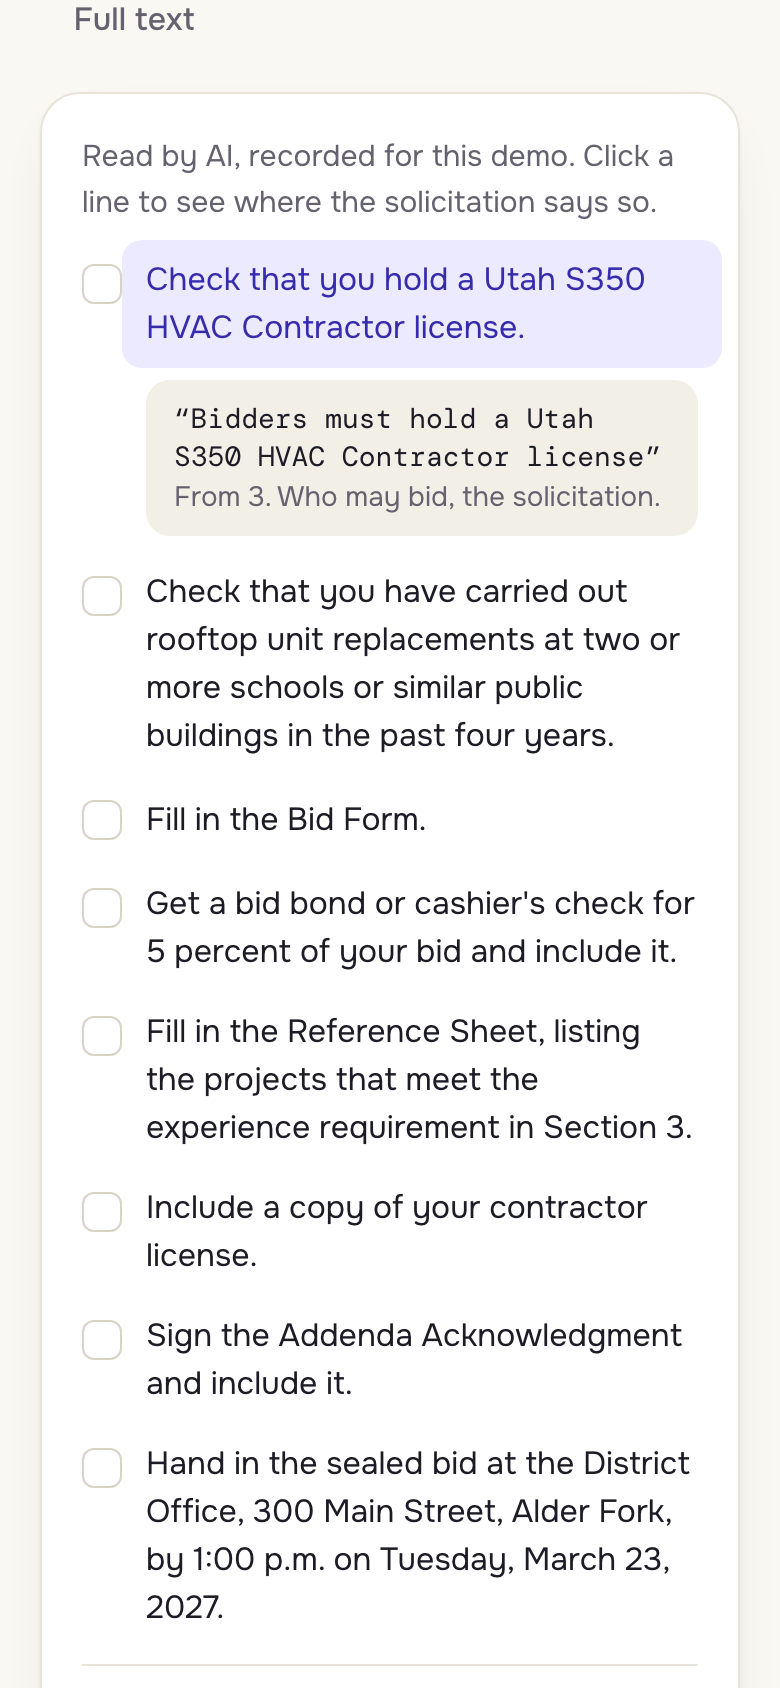 Full text
Read by AI, recorded for this demo. Click a
line to see where the solicitation says so.
Check that you hold a Utah S350
HVAC Contractor license.
“Bidders must hold a Utah
S350 HVAC Contractor license”
From 3. Who may bid, the solicitation.
Check that you have carried out
rooftop unit replacements at two or
more schools or similar public
buildings in the past four years.
Fill in the Bid Form.
Get a bid bond or cashier's check for
5 percent of your bid and include it.
Fill in the Reference Sheet, listing
the projects that meet the
experience requirement in Section 3.
Include a copy of your contractor
license.
Sign the Addenda Acknowledgment
and include it.
Hand in the sealed bid at the District
Office, 300 Main Street, Alder Fork,
by 1:00 p.m. on Tuesday, March 23,
2027.